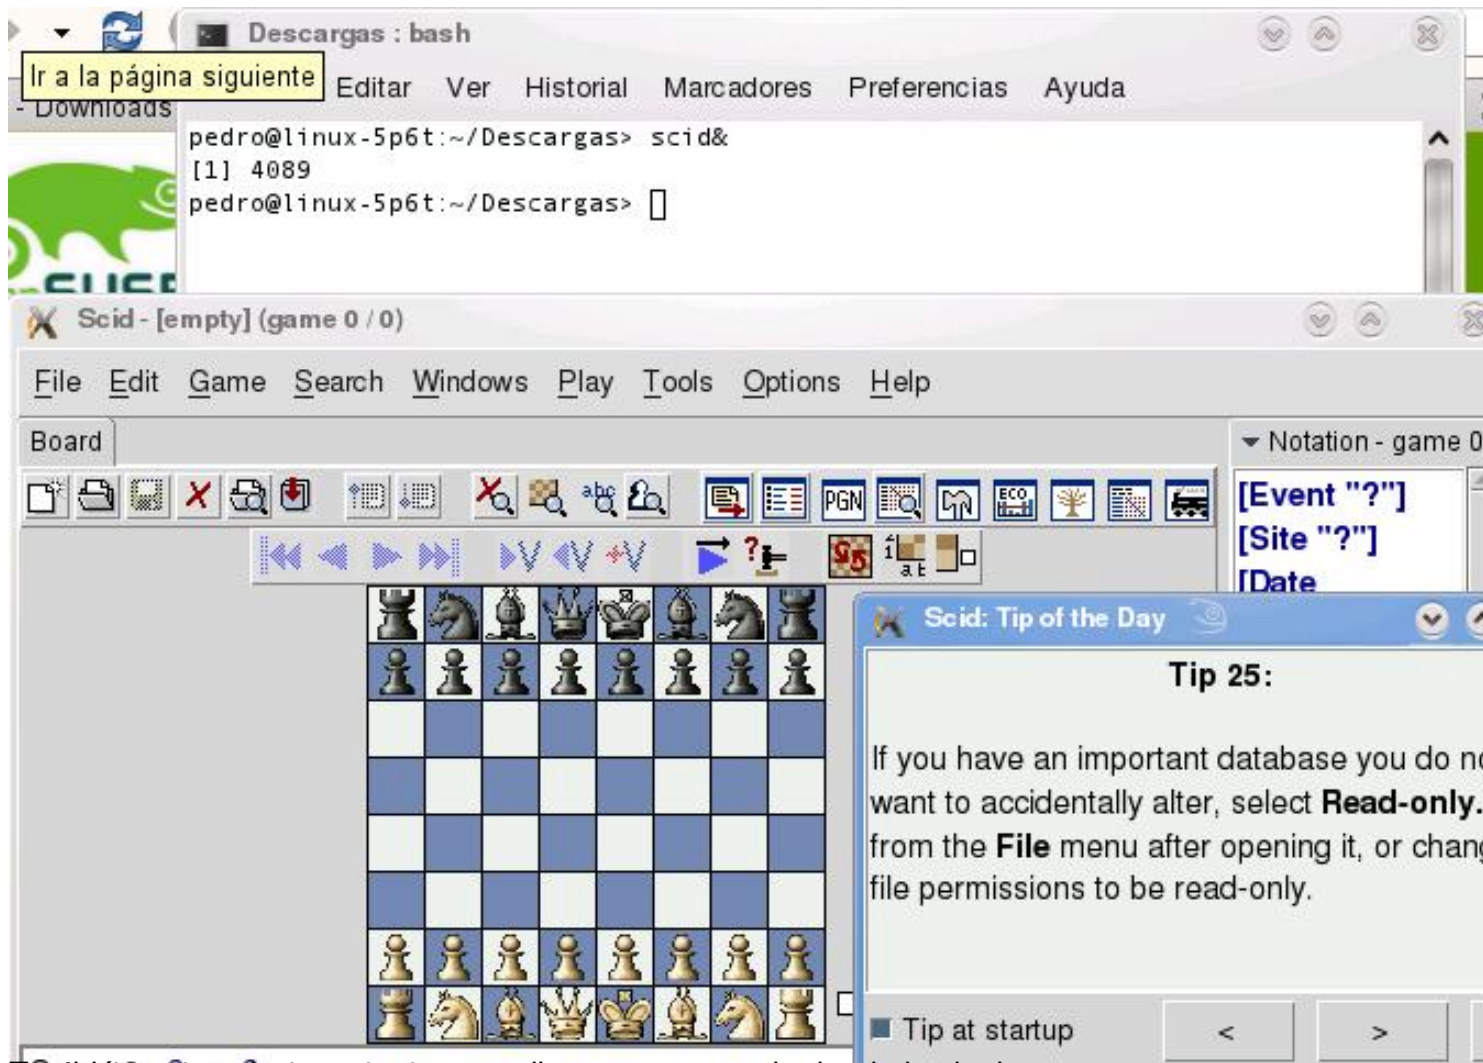 Descargas : bash
Ir a la página siguiente
Editar Ver Historial Marcadores Preferencias Ayuda
- Downloads
pedro@linux-5p6t:~/Descargas> scid&
[1] 4089
pedro@linux-5p6t:~/Descargas>
Scid - [empty] (game 0 / 0)
File Edit Game Search Windows Play Tools Options Help
Board
Notation - game 0
abc PGN ECO
[Event "?"]
[Site "?"]
[Date
Scid: Tip of the Day
Tip 25:
If you have an important database you do
want to accidentally alter, select Read-only.
from the File menu after opening it, or
file permissions to be read-only.
Tip at startup < >